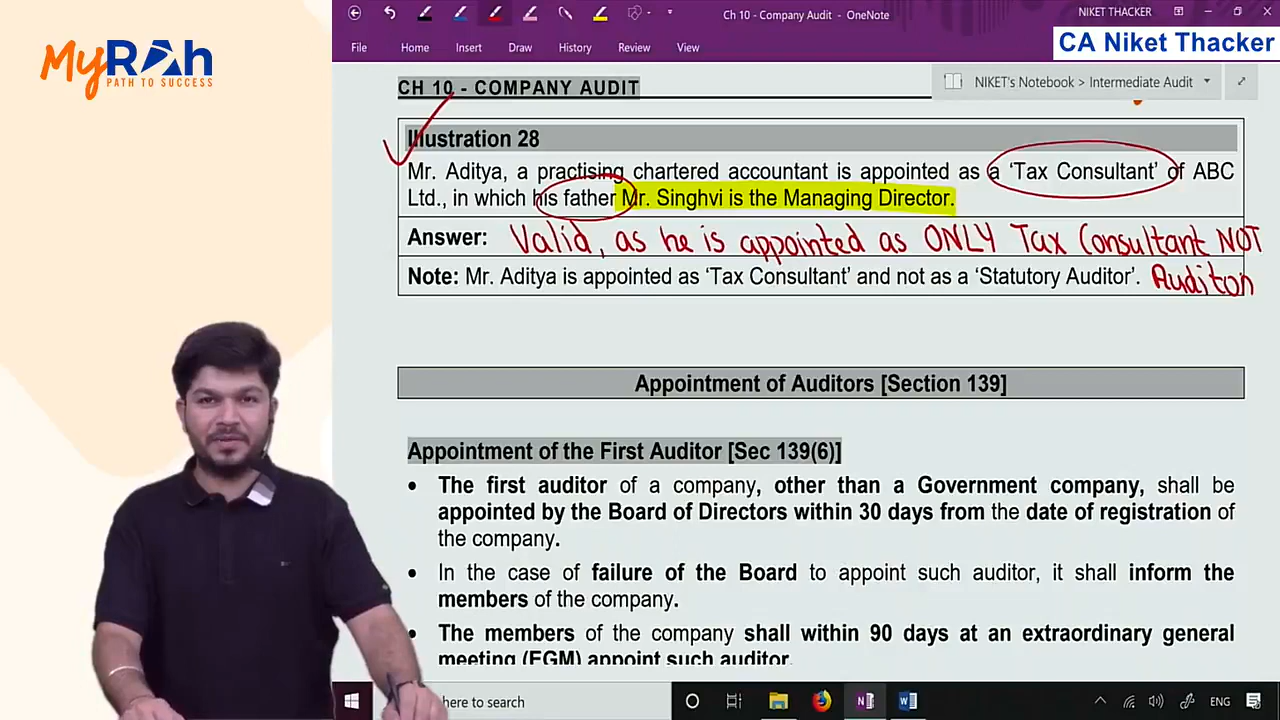 MyRah
PATH TO SUCCESS
Ch 10 - Company Audit - OneNote
NIKET THACKER
File Home Insert Draw History Review View
CA Niket Thacker
CH 10 - COMPANY AUDIT
NIKET's Notebook > Intermediate Audit
Illustration 28
Mr. Aditya, a practising chartered accountant is appointed as a ‘Tax Consultant’ of ABC
Ltd., in which his father Mr. Singhvi is the Managing Director.
Answer: Valid, as he is appointed as ONLY Tax Consultant NOT
Note: Mr. Aditya is appointed as ‘Tax Consultant’ and not as a ‘Statutory Auditor’. Auditor
Appointment of Auditors [Section 139]
Appointment of the First Auditor [Sec 139(6)]
• The first auditor of a company, other than a Government company, shall be
appointed by the Board of Directors within 30 days from the date of registration of
the company.
• In the case of failure of the Board to appoint such auditor, it shall inform the
members of the company.
• The members of the company shall within 90 days at an extraordinary general
meeting (EGM) appoint such auditor.
here to search
ENG